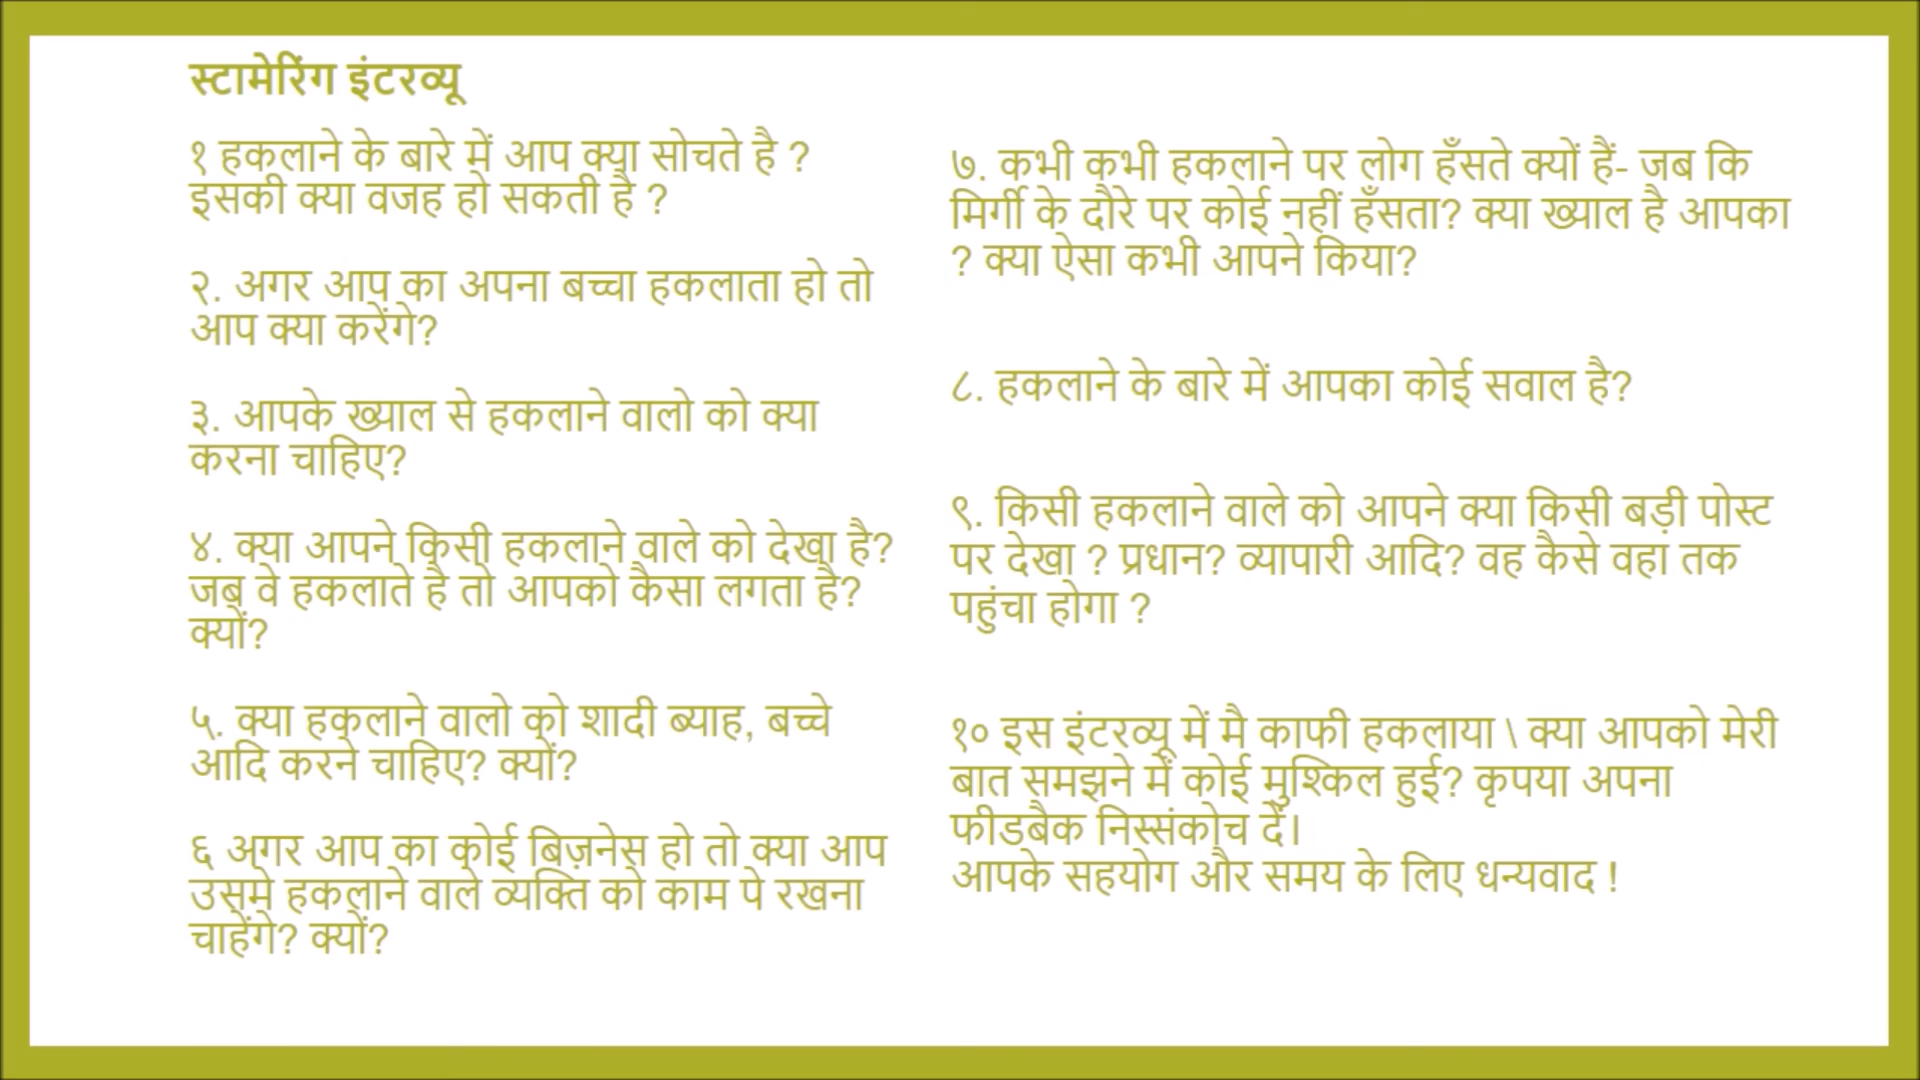 स्टामेरिंग इंटरव्यू
१ हकलाने के बारे में आप क्या सोचते है ?
इसकी क्या वजह हो सकती है ?
२. अगर आप का अपना बच्चा हकलाता हो तो
आप क्या करेंगे?
३. आपके ख्याल से हकलाने वालो को क्या
करना चाहिए?
४. क्या आपने किसी हकलाने वाले को देखा है?
जब वे हकलाते है तो आपको कैसा लगता है?
क्यों?
५. क्या हकलाने वालो को शादी ब्याह, बच्चे
आदि करने चाहिए? क्यों?
६ अगर आप का कोई बिज़नेस हो तो क्या आप
उसमे हकलाने वाले व्यक्ति को काम पे रखना
चाहेंगे? क्यों?
७. कभी कभी हकलाने पर लोग हँसते क्यों हैं- जब कि
मिर्गी के दौरे पर कोई नहीं हँसता? क्या ख्याल है आपका
? क्या ऐसा कभी आपने किया?
८. हकलाने के बारे में आपका कोई सवाल है?
९. किसी हकलाने वाले को आपने क्या किसी बड़ी पोस्ट
पर देखा ? प्रधान? व्यापारी आदि? वह कैसे वहा तक
पहुंचा होगा ?
१० इस इंटरव्यू में मै काफी हकलाया \ क्या आपको मेरी
बात समझने में कोई मुश्किल हुई? कृपया अपना
फीडबैक निस्संकोच दें।
आपके सहयोग और समय के लिए धन्यवाद !